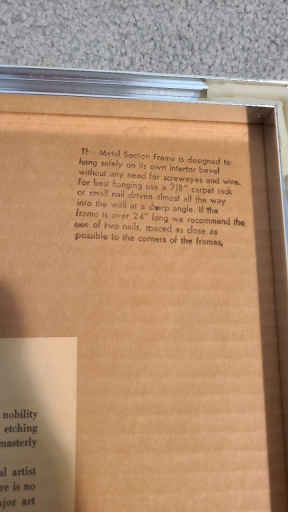 This Metal Section Frame is designed to
hang safely on its own interior bevel
without any need for screweyes and wire.
For best hanging use a 7/8" carpet tack
or small nail driven almost all the way
into the wall at a sharp angle. If the
frame is over 24" long we recommend the
use of two nails, spaced as close as
possible to the corners of the frames,
nobility
etching
masterly
al artist
re is no
ajor art